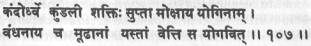 कंदोर्ध्वे कुंडली शक्तिः सुप्ता मोक्षाय योगिनाम् ।
बंधनाय च मूढानां यस्तां वेत्ति स योगवित् ।। १०७ ।।